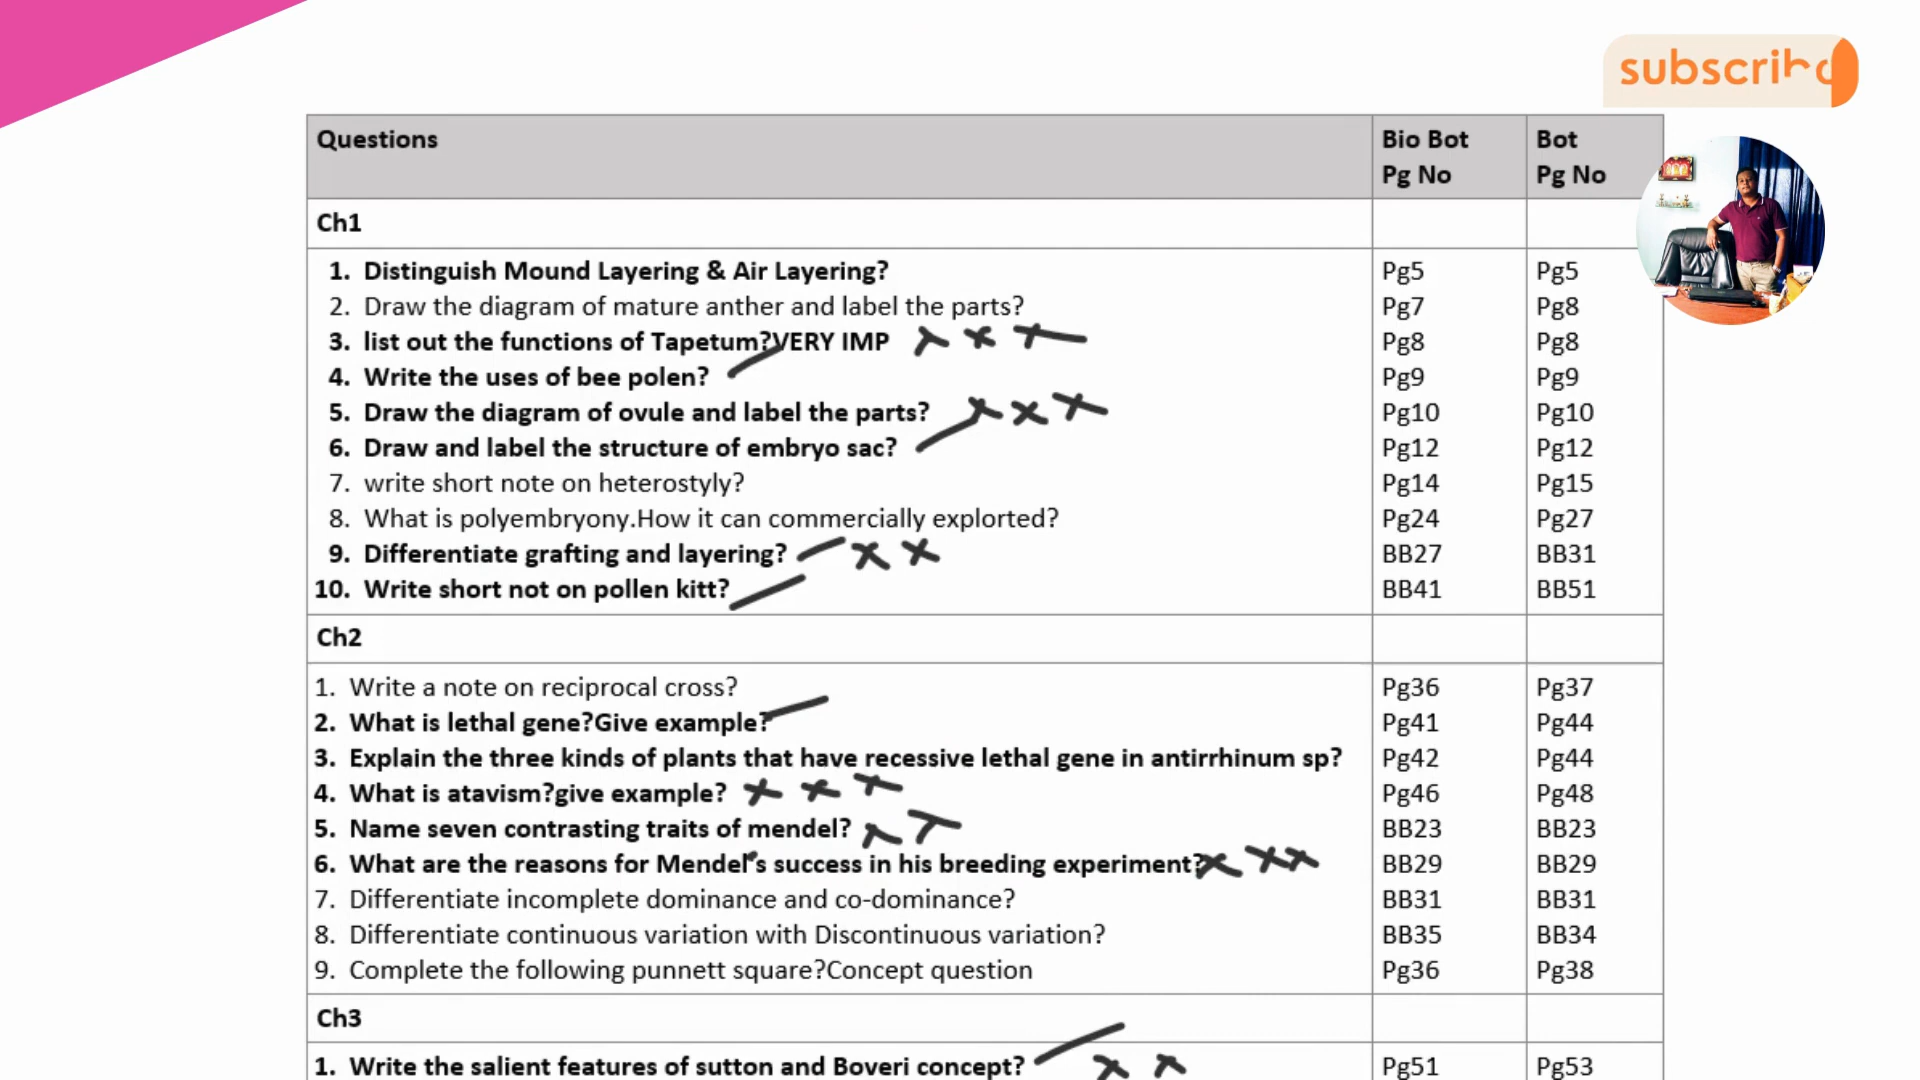 subscribe
Questions Bio Bot Pg No Bot Pg No
Ch1
1. Distinguish Mound Layering & Air Layering? Pg5 Pg5
2. Draw the diagram of mature anther and label the parts? Pg7 Pg8
3. list out the functions of Tapetum?VERY IMP Pg8 Pg8
4. Write the uses of bee polen? Pg9 Pg9
5. Draw the diagram of ovule and label the parts? Pg10 Pg10
6. Draw and label the structure of embryo sac? Pg12 Pg12
7. write short note on heterostyly? Pg14 Pg15
8. What is polyembryony.How it can commercially explorted? Pg24 Pg27
9. Differentiate grafting and layering? BB27 BB31
10. Write short not on pollen kitt? BB41 BB51
Ch2
1. Write a note on reciprocal cross? Pg36 Pg37
2. What is lethal gene?Give example? Pg41 Pg44
3. Explain the three kinds of plants that have recessive lethal gene in antirrhinum sp? Pg42 Pg44
4. What is atavism?give example? Pg46 Pg48
5. Name seven contrasting traits of mendel? BB23 BB23
6. What are the reasons for Mendel's success in his breeding experiment? BB29 BB29
7. Differentiate incomplete dominance and co-dominance? BB31 BB31
8. Differentiate continuous variation with Discontinuous variation? BB35 BB34
9. Complete the following punnett square?Concept question Pg36 Pg38
Ch3
1. Write the salient features of sutton and Boveri concept? Pg51 Pg53